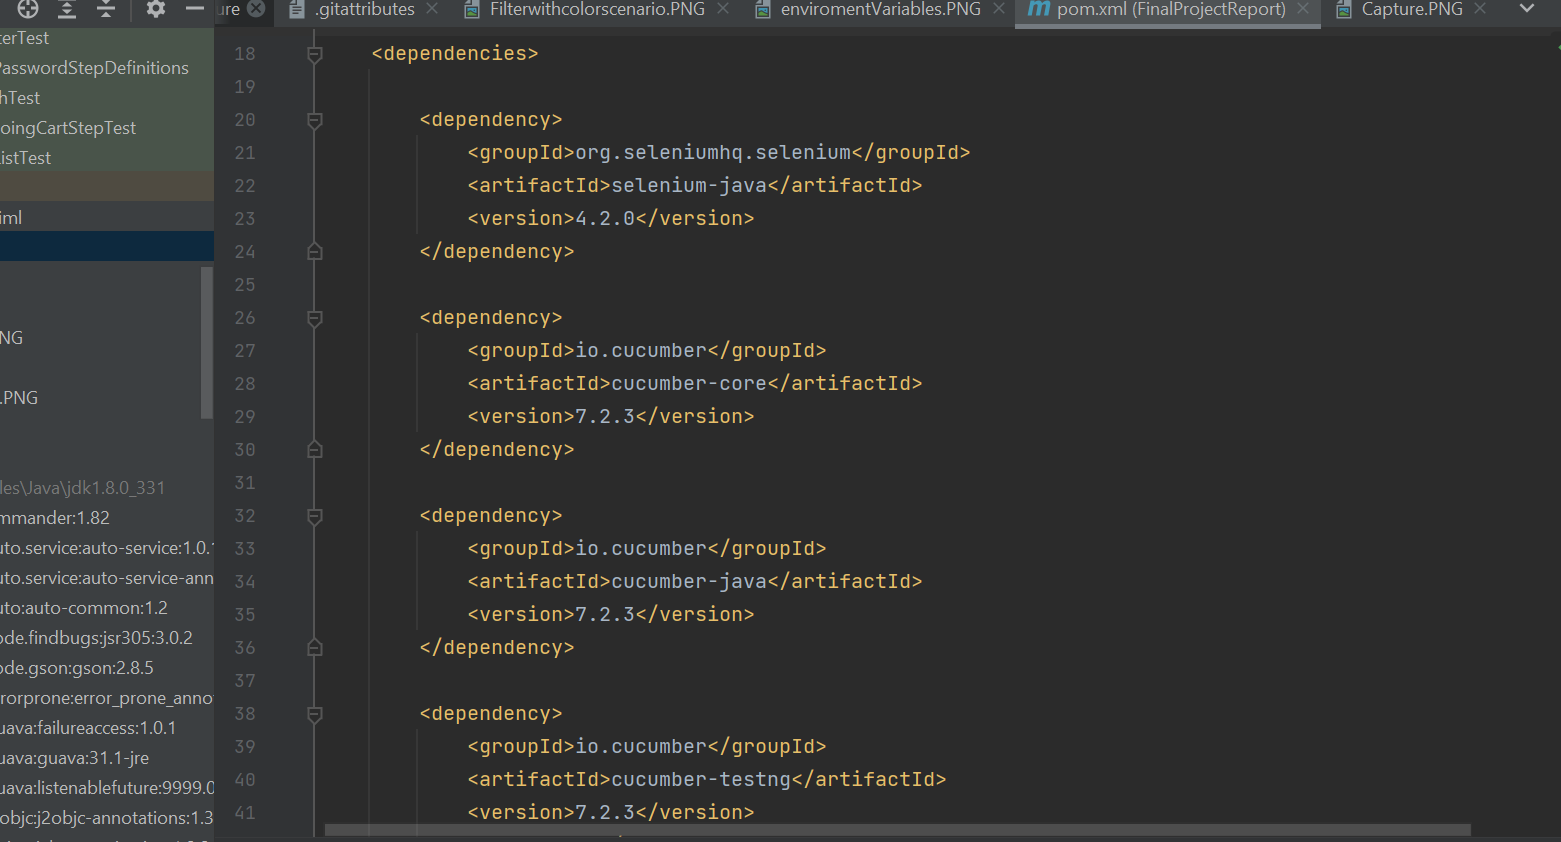 ure
.gitattributes
Filterwithcolorscenario.PNG
enviromentVariables.PNG
pom.xml (FinalProjectReport)
Capture.PNG
terTest
PasswordStepDefinitions
hTest
oingCartStepTest
istTest
iml
NG
.PNG
les\Java\jdk1.8.0_331
mmander:1.82
uto.service:auto-service:1.0.1
uto.service:auto-service-ann
uto:auto-common:1.2
ode.findbugs:jsr305:3.0.2
ode.gson:gson:2.8.5
rorprone:error_prone_anno
uava:failureaccess:1.0.1
uava:guava:31.1-jre
uava:listenablefuture:9999.0
objc:j2objc-annotations:1.3
18 <dependencies>
19
20 <dependency>
21 <groupId>org.seleniumhq.selenium</groupId>
22 <artifactId>selenium-java</artifactId>
23 <version>4.2.0</version>
24 </dependency>
25
26 <dependency>
27 <groupId>io.cucumber</groupId>
28 <artifactId>cucumber-core</artifactId>
29 <version>7.2.3</version>
30 </dependency>
31
32 <dependency>
33 <groupId>io.cucumber</groupId>
34 <artifactId>cucumber-java</artifactId>
35 <version>7.2.3</version>
36 </dependency>
37
38 <dependency>
39 <groupId>io.cucumber</groupId>
40 <artifactId>cucumber-testng</artifactId>
41 <version>7.2.3</version>